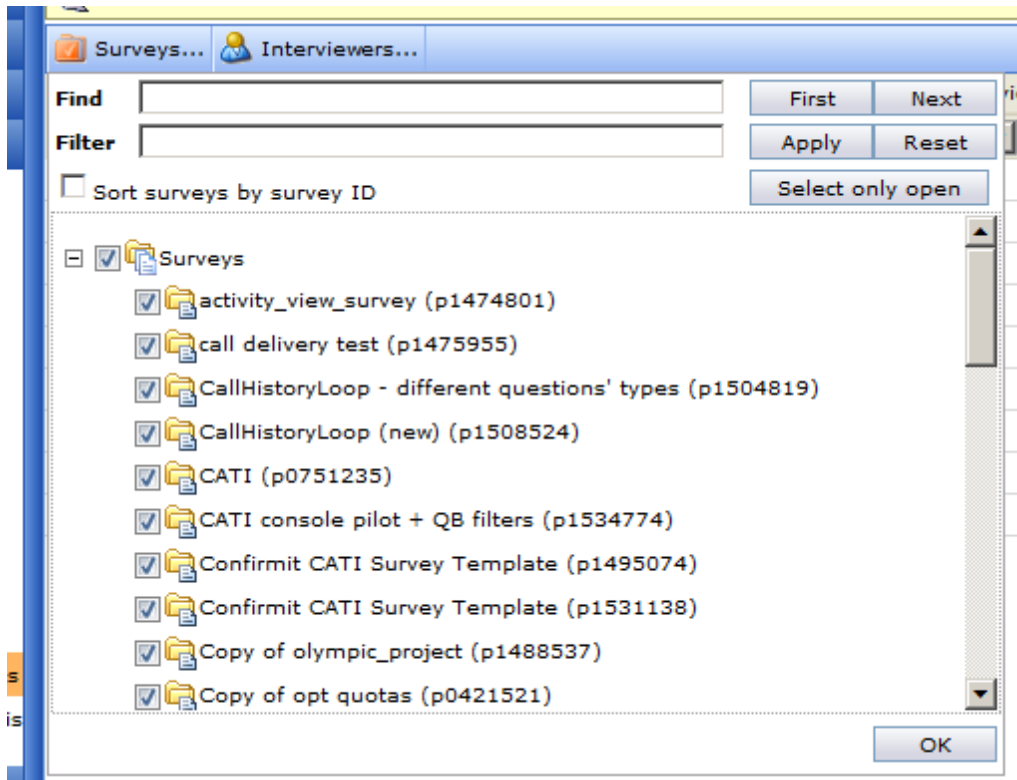 Surveys... Interviewers...
Find First Next
Filter Apply Reset
Sort surveys by survey ID Select only open
Surveys
activity_view_survey (p1474801)
call delivery test (p1475955)
CallHistoryLoop - different questions' types (p1504819)
CallHistoryLoop (new) (p1508524)
CATI (p0751235)
CATI console pilot + QB filters (p1534774)
Confirmit CATI Survey Template (p1495074)
Confirmit CATI Survey Template (p1531138)
Copy of olympic_project (p1488537)
Copy of opt quotas (p0421521)
s
is
OK